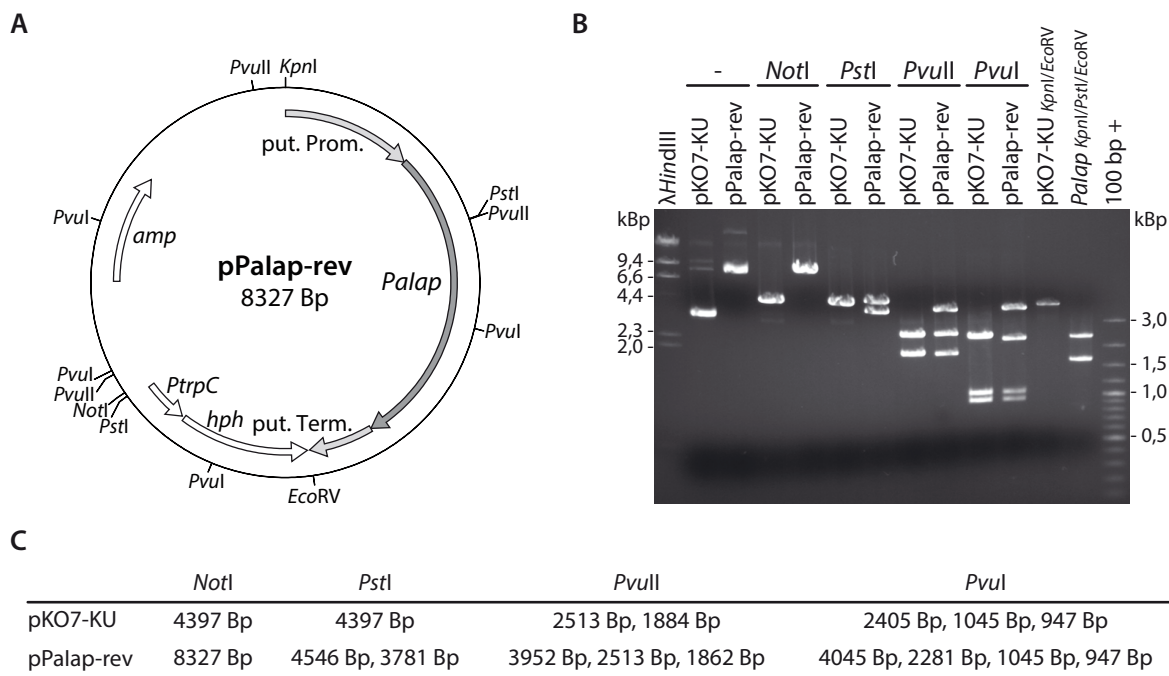 A
PvuII KpnI
put. Prom.
PstI
PvuII
PvuI
amp
pPalap-rev
8327 Bp
Palap
PvuI
PvuI
PvuII
NotI
PstI
PtrpC
hph
put. Term.
PvuI
EcoRV
B
- NotI PstI PvuII PvuI
λHindIII
pKO7-KU
pPalap-rev
pKO7-KU
pPalap-rev
pKO7-KU
pPalap-rev
pKO7-KU
pPalap-rev
pKO7-KU
pPalap-rev
pKO7-KU KpnI/EcoRV
Palap KpnI/PstI/EcoRV
100 bp +
kBp
9,4 -
6,6 -
4,4 -
2,3 -
2,0 -
kBp
- 3,0
- 1,5
- 1,0
- 0,5
C
NotI PstI PvuII PvuI
pKO7-KU 4397 Bp 4397 Bp 2513 Bp, 1884 Bp 2405 Bp, 1045 Bp, 947 Bp
pPalap-rev 8327 Bp 4546 Bp, 3781 Bp 3952 Bp, 2513 Bp, 1862 Bp 4045 Bp, 2281 Bp, 1045 Bp, 947 Bp